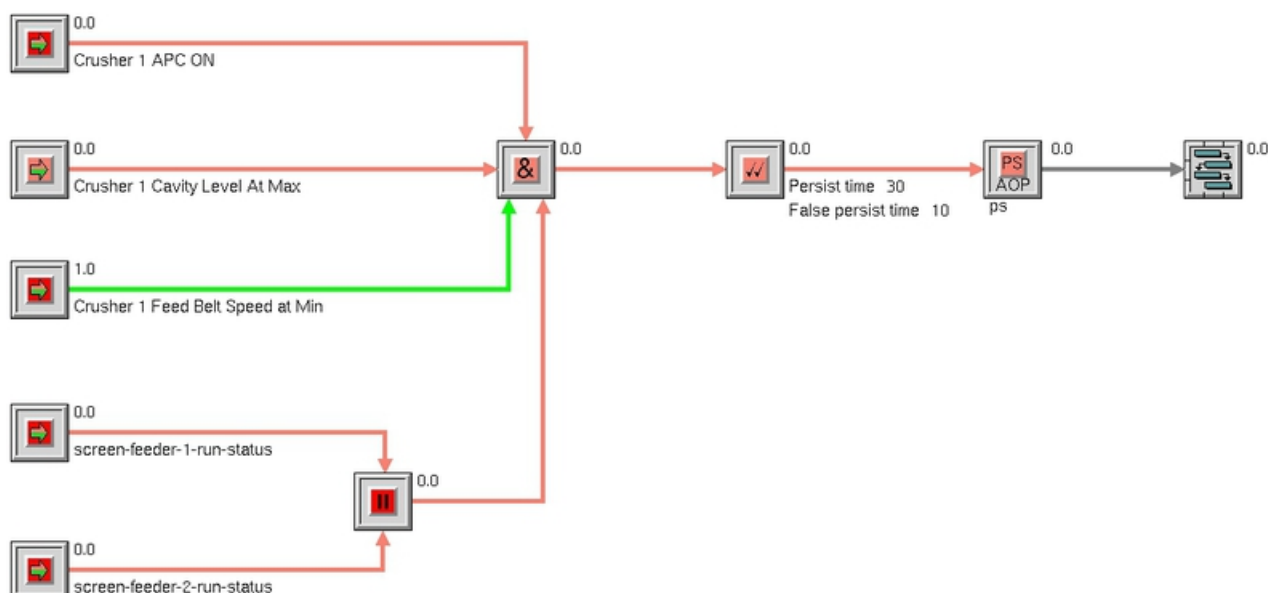 0.0
Crusher 1 APC ON
0.0
Crusher 1 Cavity Level At Max
&
0.0
0.0
Persist time 30
False persist time 10
PS
AOP
ps
0.0
0.0
1.0
Crusher 1 Feed Belt Speed at Min
0.0
screen-feeder-1-run-status
0.0
0.0
screen-feeder-2-run-status